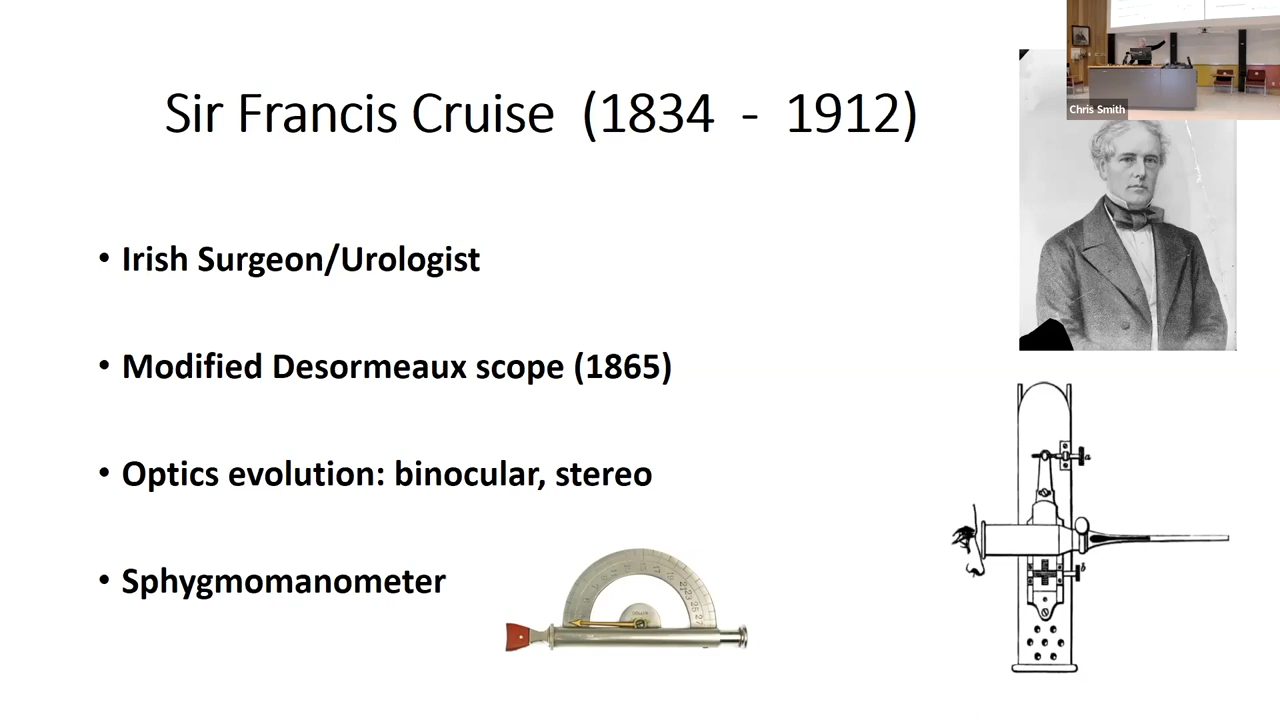 Sir Francis Cruise (1834 - 1912)
Chris Smith
• Irish Surgeon/Urologist
• Modified Desormeaux scope (1865)
• Optics evolution: binocular, stereo
• Sphygmomanometer
a
b